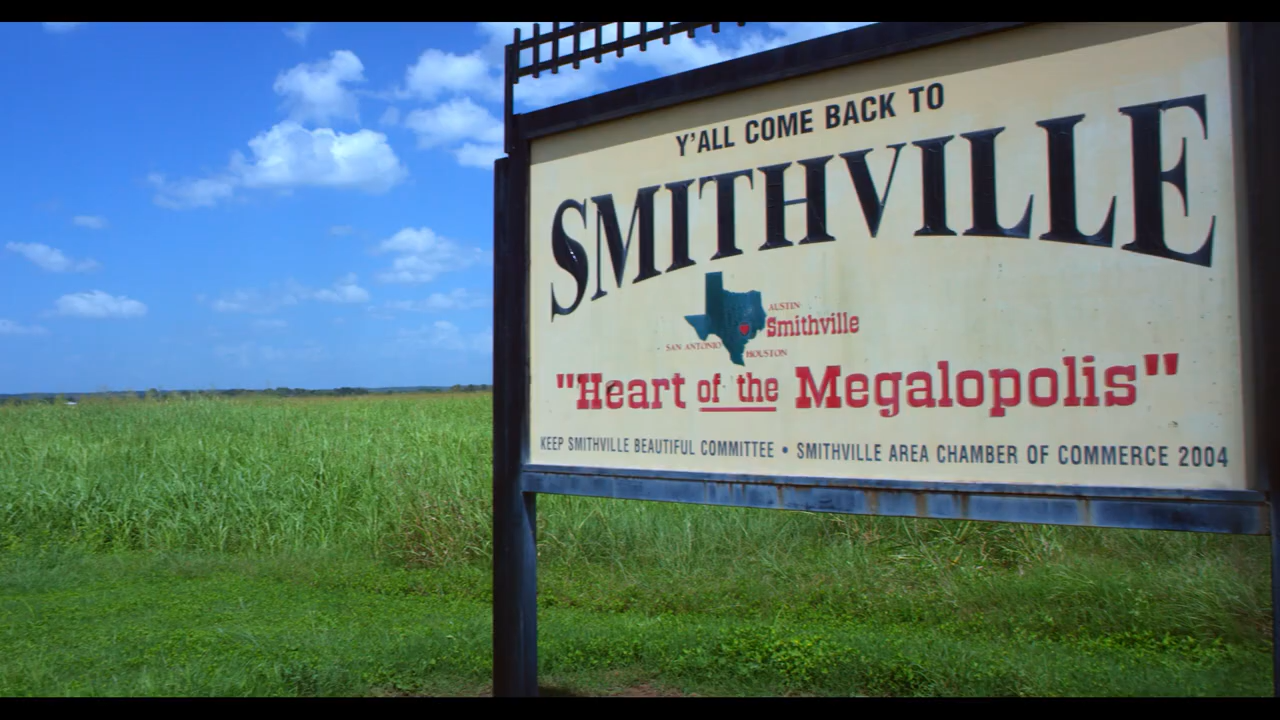 Y'ALL COME BACK TO
SMITHVILLE
AUSTIN
Smithville
SAN ANTONIO
HOUSTON
"Heart of the Megalopolis"
KEEP SMITHVILLE BEAUTIFUL COMMITTEE • SMITHVILLE AREA CHAMBER OF COMMERCE 2004